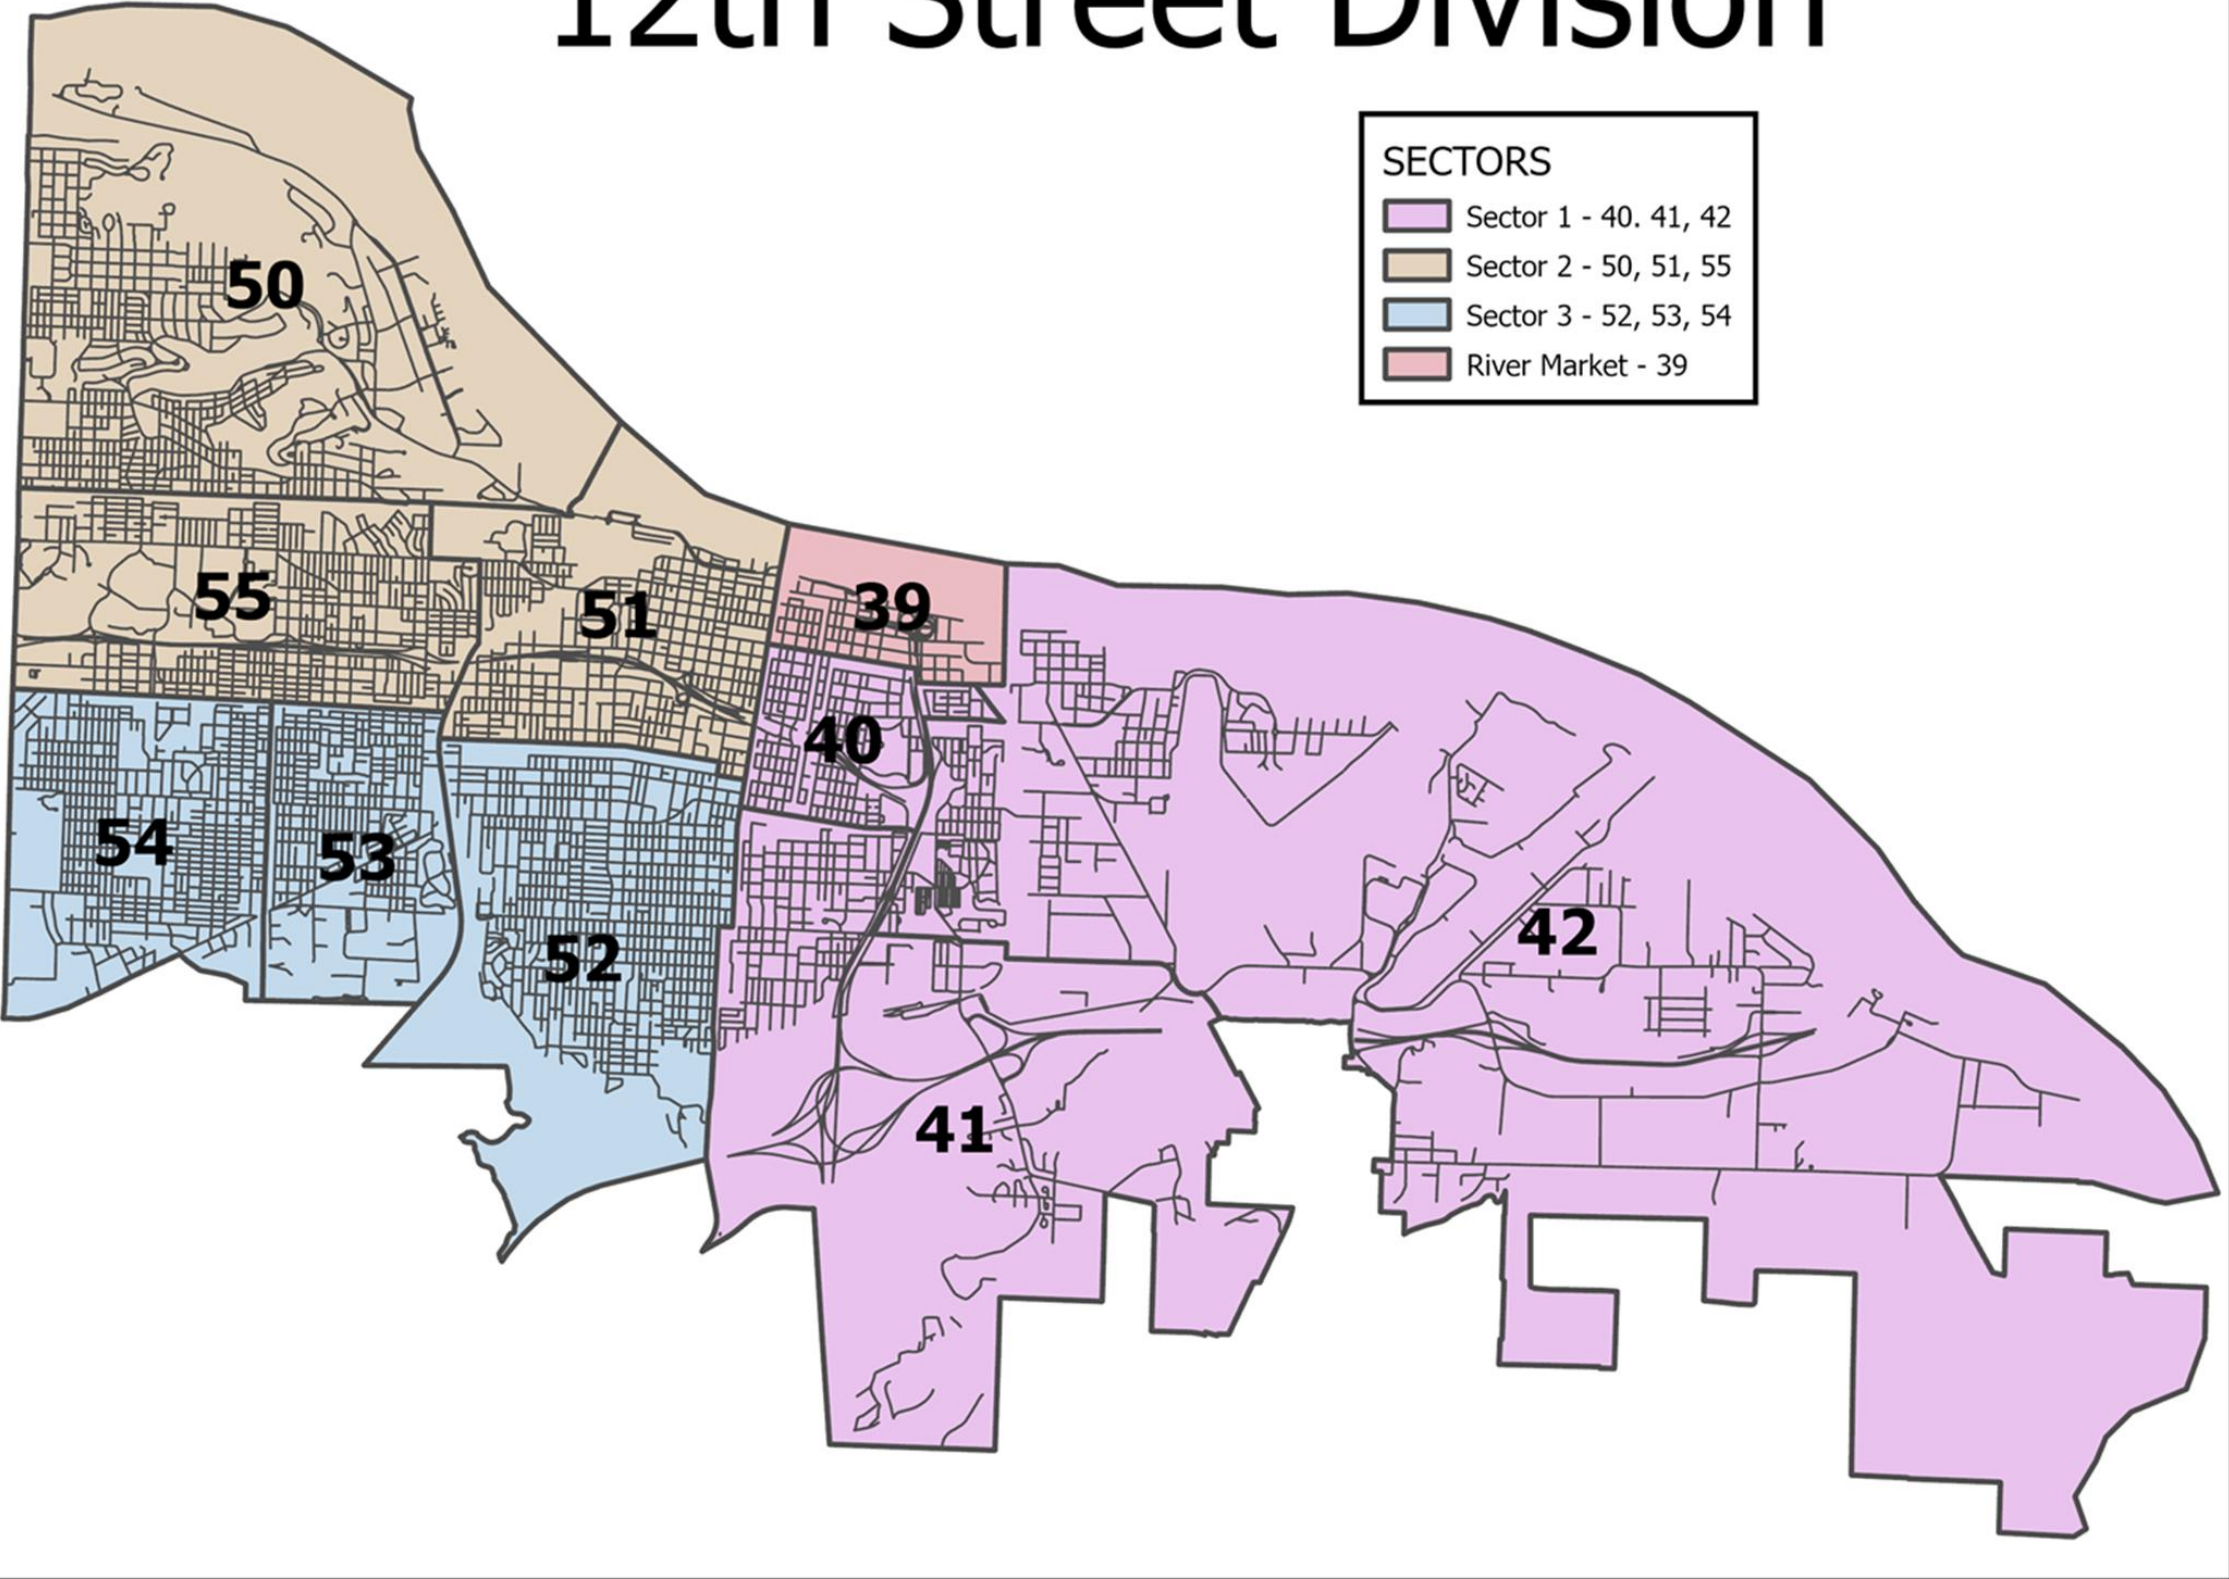 12th Street Division
SECTORS
Sector 1 - 40. 41, 42
Sector 2 - 50, 51, 55
Sector 3 - 52, 53, 54
River Market - 39
50
55
51
39
40
54
53
52
42
41